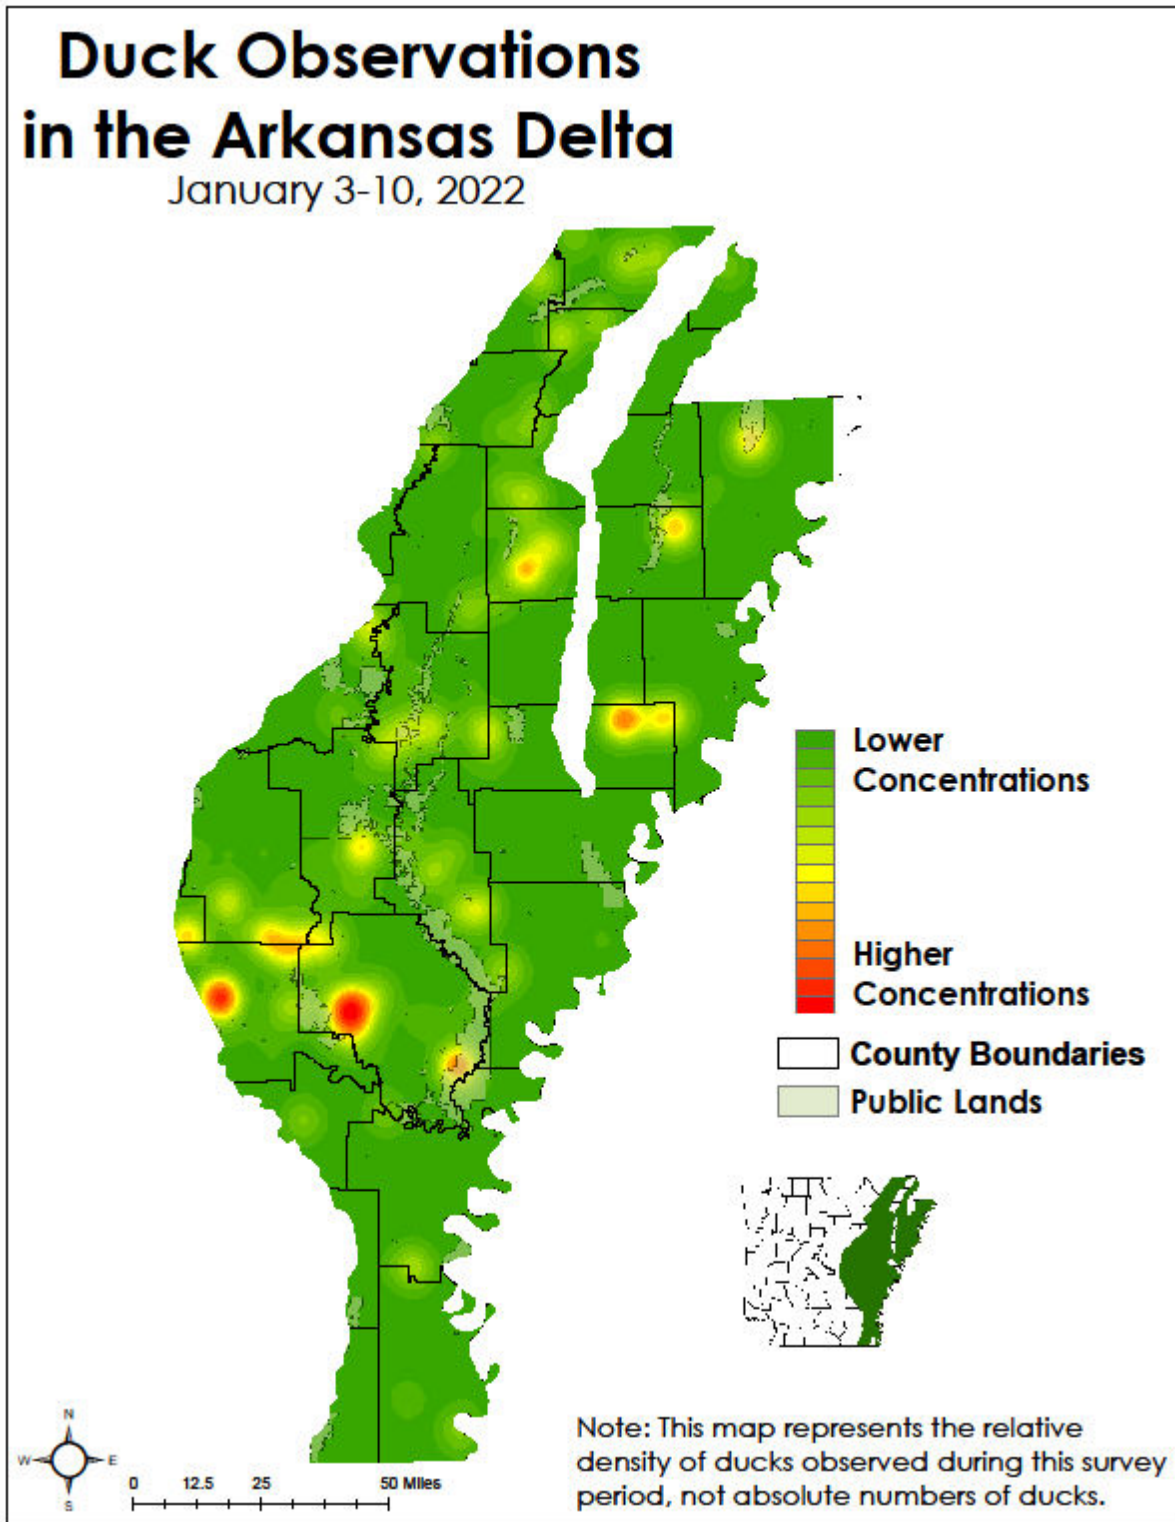 Duck Observations
in the Arkansas Delta
January 3-10, 2022
Lower
Concentrations
Higher
Concentrations
County Boundaries
Public Lands
N
W E
S
0 12.5 25 50 Miles
Note: This map represents the relative
density of ducks observed during this survey
period, not absolute numbers of ducks.